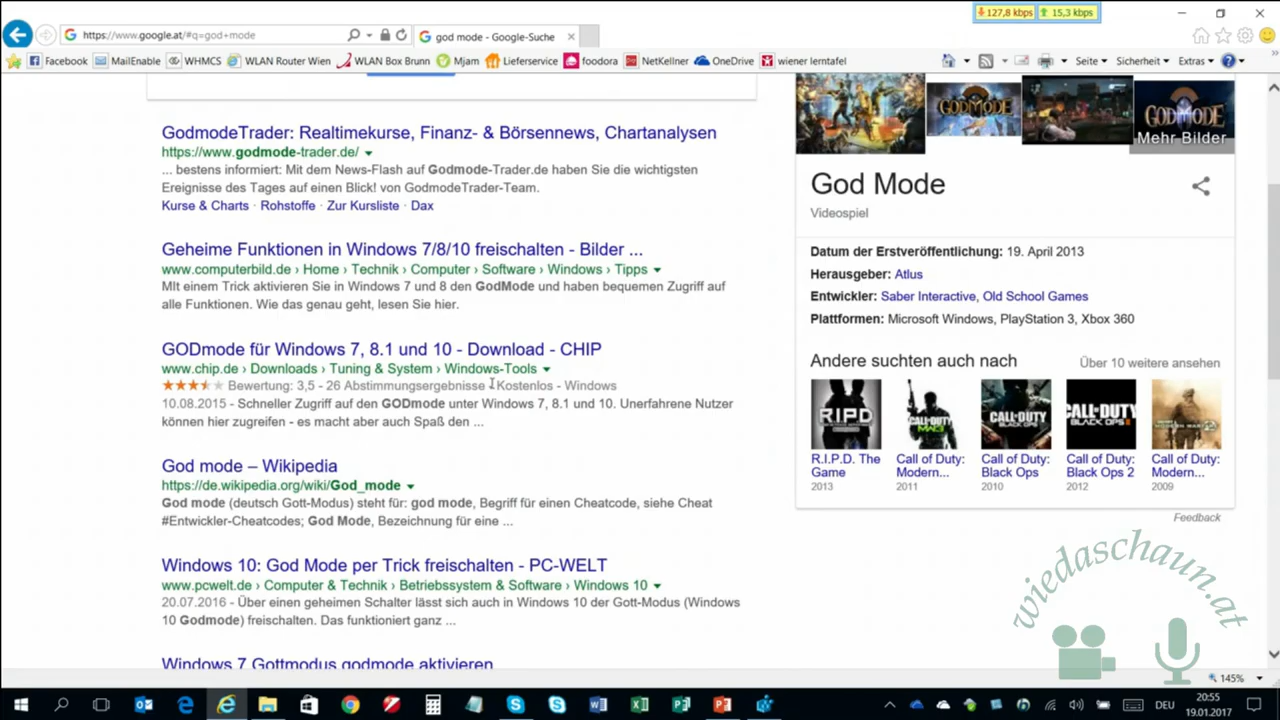 127,8 kbps 15,3 kbps
https://www.google.at/#q=god+mode
god mode - Google-Suche
Facebook MailEnable WHMCS WLAN Router Wien WLAN Box Brunn Mjam Lieferservice foodora NetKellner OneDrive wiener lerntafel
Seite Sicherheit Extras
GodmodeTrader: Realtimekurse, Finanz- & Börsennews, Chartanalysen
https://www.godmode-trader.de/
... bestens informiert: Mit dem News-Flash auf Godmode-Trader.de haben Sie die wichtigsten
Ereignisse des Tages auf einen Blick! von GodmodeTrader-Team.
Kurse & Charts · Rohstoffe · Zur Kursliste · Dax
Geheime Funktionen in Windows 7/8/10 freischalten - Bilder ...
www.computerbild.de › Home › Technik › Computer › Software › Windows › Tipps
MIt einem Trick aktivieren Sie in Windows 7 und 8 den GodMode und haben bequemen Zugriff auf
alle Funktionen. Wie das genau geht, lesen Sie hier.
GODmode für Windows 7, 8.1 und 10 - Download - CHIP
www.chip.de › Downloads › Tuning & System › Windows-Tools
Bewertung: 3,5 - 26 Abstimmungsergebnisse - Kostenlos - Windows
10.08.2015 - Schneller Zugriff auf den GODmode unter Windows 7, 8.1 und 10. Unerfahrene Nutzer
können hier zugreifen - es macht aber auch Spaß den ...
God mode – Wikipedia
https://de.wikipedia.org/wiki/God_mode
God mode (deutsch Gott-Modus) steht für: god mode, Begriff für einen Cheatcode, siehe Cheat
#Entwickler-Cheatcodes; God Mode, Bezeichnung für eine ...
Windows 10: God Mode per Trick freischalten - PC-WELT
www.pcwelt.de › Computer & Technik › Betriebssystem & Software › Windows 10
20.07.2016 - Über einen geheimen Schalter lässt sich auch in Windows 10 der Gott-Modus (Windows
10 Godmode) freischalten. Das funktioniert ganz ...
Windows 7 Gottmodus godmode aktivieren
GODMODE
GODMODE
Mehr Bilder
God Mode
Videospiel
Datum der Erstveröffentlichung: 19. April 2013
Herausgeber: Atlus
Entwickler: Saber Interactive, Old School Games
Plattformen: Microsoft Windows, PlayStation 3, Xbox 360
Andere suchten auch nach
Über 10 weitere ansehen
RIPD
CALL OF DUTY MW3
CALL OF DUTY BLACK OPS
CALL OF DUTY BLACK OPS II
R.I.P.D. The Game
2013
Call of Duty: Modern...
2011
Call of Duty: Black Ops
2010
Call of Duty: Black Ops 2
2012
Call of Duty: Modern...
2009
Feedback
wiedaschaun.at
145%
DEU
20:55
19.01.2017